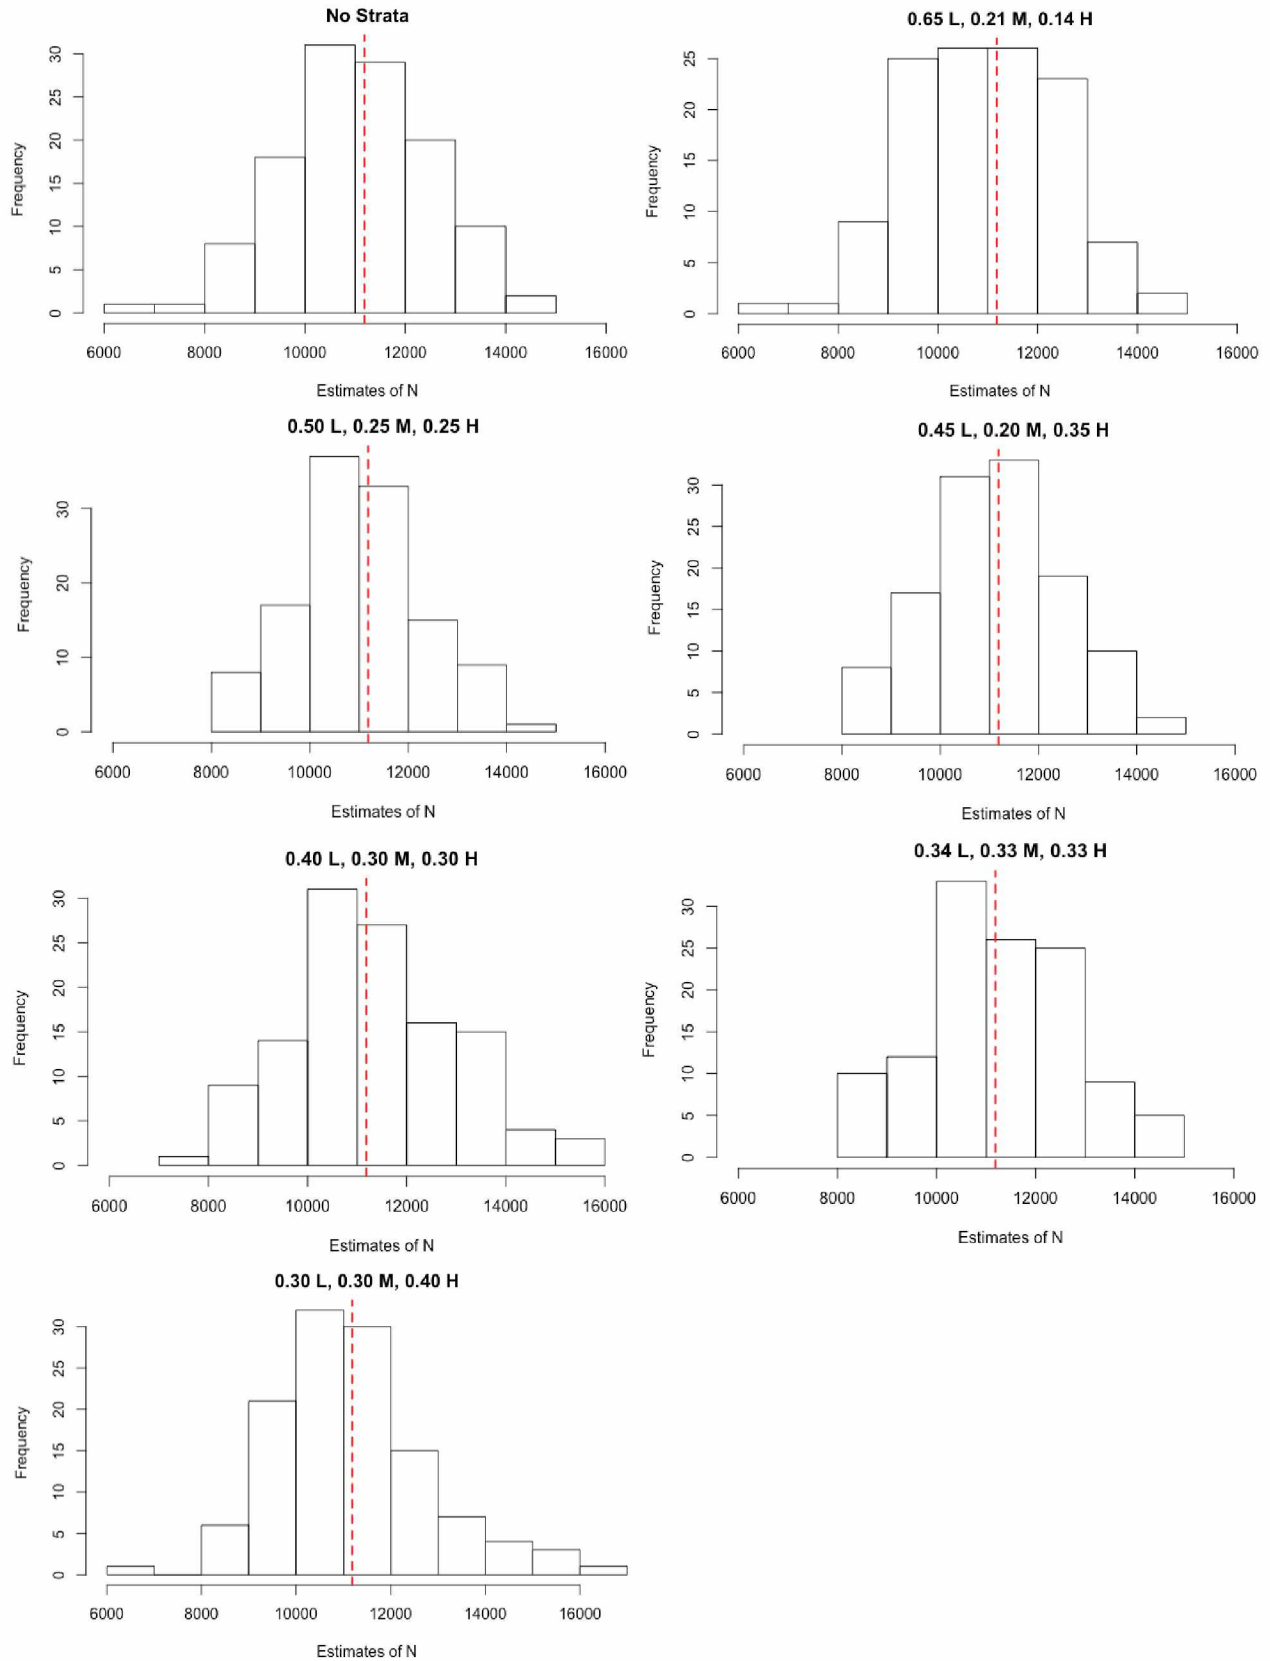 No Strata
Frequency
0 5 10 15 20 25 30
6000 8000 10000 12000 14000 16000
Estimates of N
0.65 L, 0.21 M, 0.14 H
Frequency
0 5 10 15 20 25
6000 8000 10000 12000 14000 16000
Estimates of N
0.50 L, 0.25 M, 0.25 H
Frequency
0 10 20 30
6000 8000 10000 12000 14000 16000
Estimates of N
0.45 L, 0.20 M, 0.35 H
Frequency
0 5 10 15 20 25 30
6000 8000 10000 12000 14000 16000
Estimates of N
0.40 L, 0.30 M, 0.30 H
Frequency
0 5 10 15 20 25 30
6000 8000 10000 12000 14000 16000
Estimates of N
0.34 L, 0.33 M, 0.33 H
Frequency
0 5 10 15 20 25 30
6000 8000 10000 12000 14000 16000
Estimates of N
0.30 L, 0.30 M, 0.40 H
Frequency
0 5 10 15 20 25 30
6000 8000 10000 12000 14000 16000
Estimates of N